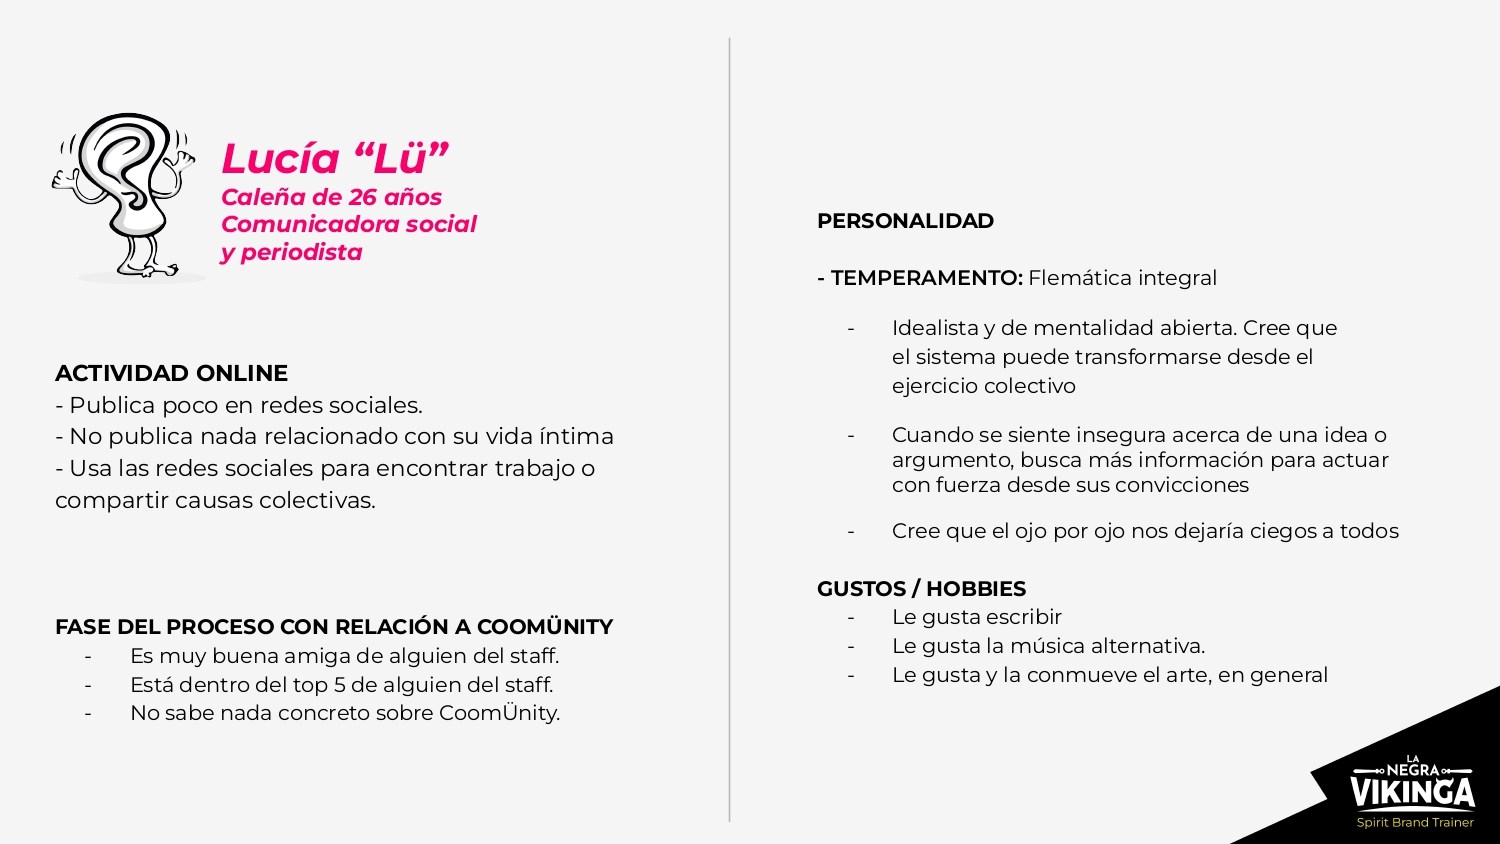 Lucía “Lü”
Caleña de 26 años
Comunicadora social
y periodista
ACTIVIDAD ONLINE
- Publica poco en redes sociales.
- No publica nada relacionado con su vida íntima
- Usa las redes sociales para encontrar trabajo o
compartir causas colectivas.
FASE DEL PROCESO CON RELACIÓN A COOMÜNITY
- Es muy buena amiga de alguien del staff.
- Está dentro del top 5 de alguien del staff.
- No sabe nada concreto sobre CoomÜnity.
PERSONALIDAD
- TEMPERAMENTO: Flemática integral
- Idealista y de mentalidad abierta. Cree que
el sistema puede transformarse desde el
ejercicio colectivo
- Cuando se siente insegura acerca de una idea o
argumento, busca más información para actuar
con fuerza desde sus convicciones
- Cree que el ojo por ojo nos dejaría ciegos a todos
GUSTOS / HOBBIES
- Le gusta escribir
- Le gusta la música alternativa.
- Le gusta y la conmueve el arte, en general
LA
NEGRA
VIKINGA
Spirit Brand Trainer